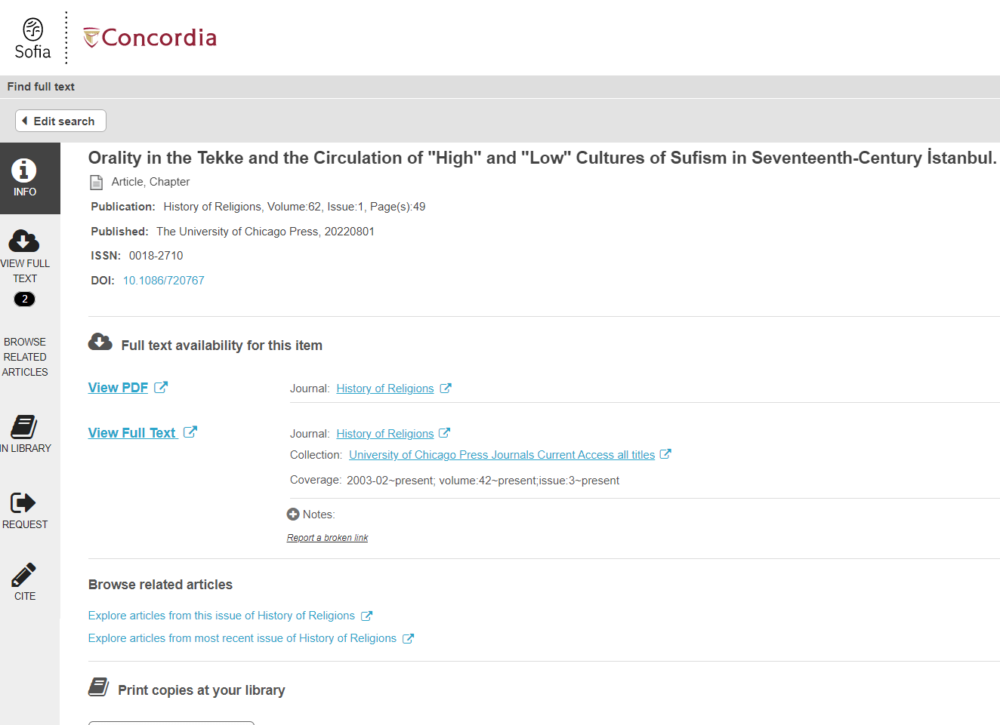 Sofia
Concordia
Find full text
Edit search
INFO
VIEW FULL
TEXT
2
BROWSE
RELATED
ARTICLES
IN LIBRARY
REQUEST
CITE
Orality in the Tekke and the Circulation of "High" and "Low" Cultures of Sufism in Seventeenth-Century İstanbul.
Article, Chapter
Publication: History of Religions, Volume:62, Issue:1, Page(s):49
Published: The University of Chicago Press, 20220801
ISSN: 0018-2710
DOI: 10.1086/720767
Full text availability for this item
View PDF
Journal: History of Religions
View Full Text
Journal: History of Religions
Collection: University of Chicago Press Journals Current Access all titles
Coverage: 2003-02~present; volume:42~present;issue:3~present
Notes:
Report a broken link
Browse related articles
Explore articles from this issue of History of Religions
Explore articles from most recent issue of History of Religions
Print copies at your library